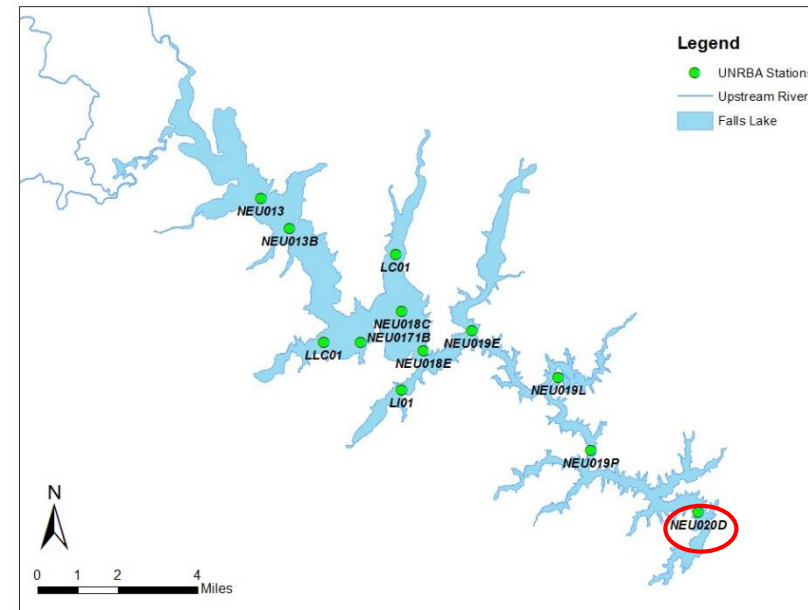 Legend
UNRBA Stations
Upstream River
Falls Lake
NEU013
NEU013B
LC01
NEU018C
NEU0171B
NEU019E
LLC01
NEU018E
NEU019L
LI01
NEU019P
NEU020D
N
0 1 2 4
Miles